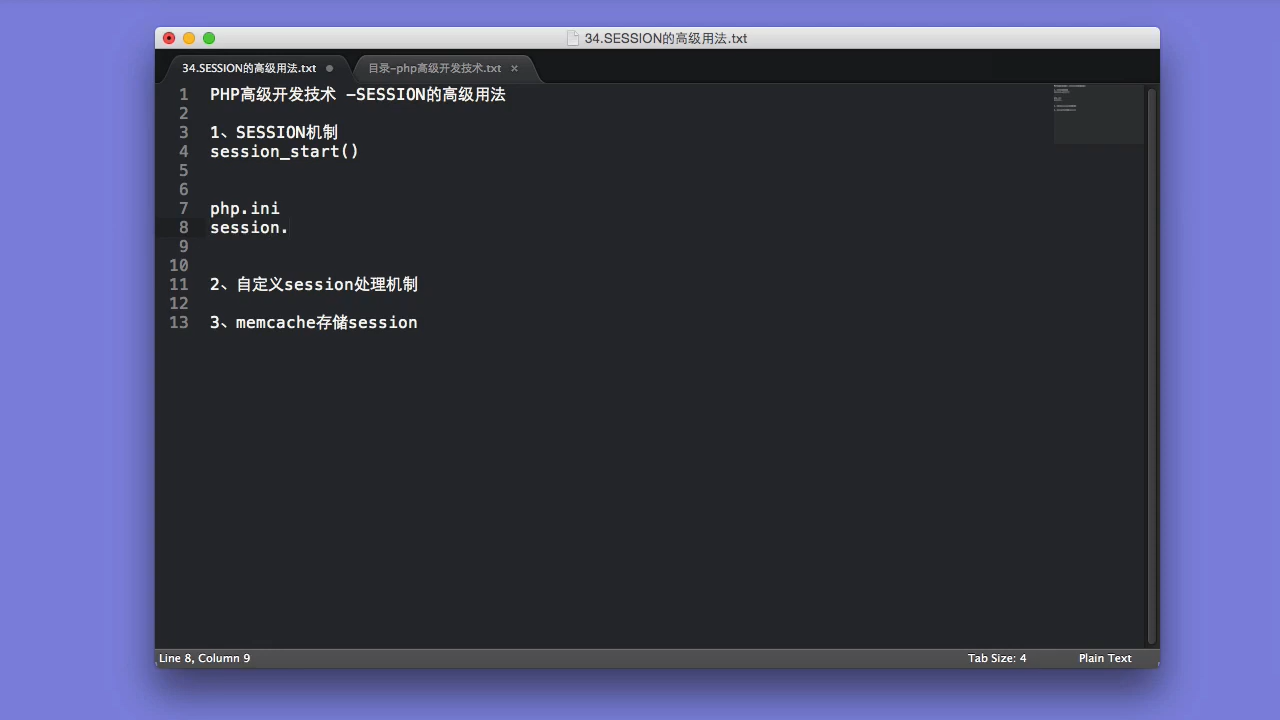 34.SESSION的高级用法.txt
34.SESSION的高级用法.txt
目录-php高级开发技术.txt ×
1 PHP高级开发技术 -SESSION的高级用法
2
3 1、SESSION机制
4 session_start()
5
6
7 php.ini
8 session.
9
10
11 2、自定义session处理机制
12
13 3、memcache存储session
Line 8, Column 9
Tab Size: 4
Plain Text